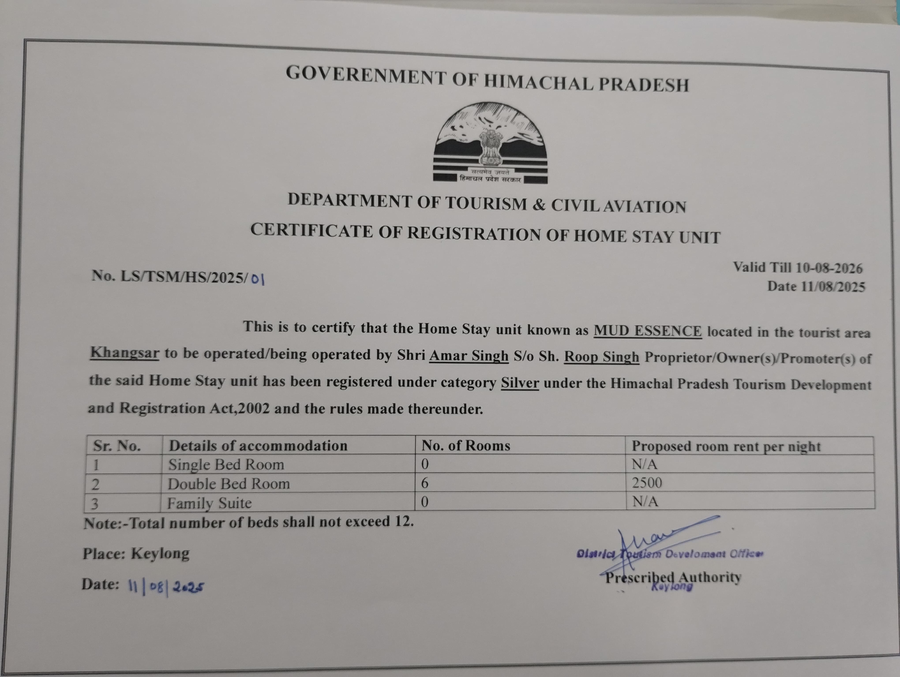 GOVERENMENT OF HIMACHAL PRADESH
सत्यमेव जयते
हिमाचल प्रदेश सरकार
DEPARTMENT OF TOURISM & CIVIL AVIATION
CERTIFICATE OF REGISTRATION OF HOME STAY UNIT
No. LS/TSM/HS/2025/01
Valid Till 10-08-2026
Date 11/08/2025
This is to certify that the Home Stay unit known as MUD ESSENCE located in the tourist area
Khangsar to be operated/being operated by Shri Amar Singh S/o Sh. Roop Singh Proprietor/Owner(s)/Promoter(s) of
the said Home Stay unit has been registered under category Silver under the Himachal Pradesh Tourism Development
and Registration Act,2002 and the rules made thereunder.
Sr. No. Details of accommodation No. of Rooms Proposed room rent per night
1 Single Bed Room 0 N/A
2 Double Bed Room 6 2500
3 Family Suite 0 N/A
Note:-Total number of beds shall not exceed 12.
Place: Keylong
District Tourism Develoment Officer
Prescribed Authority
Keylong
Date: 11/08/2025